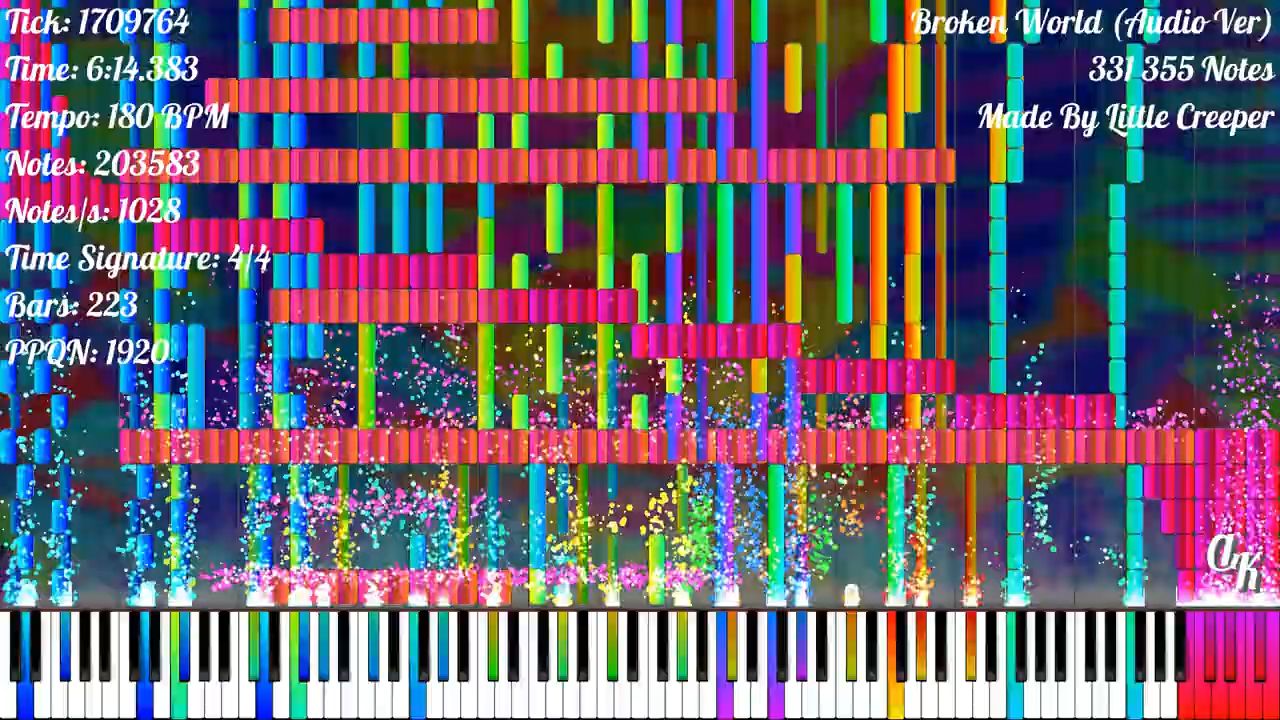 Tick: 1709764
Time: 6:14.383
Tempo: 180 BPM
Notes: 203583
Notes/s: 1028
Time Signature: 4/4
Bars: 223
PPQN: 1920
Broken World (Audio Ver)
331 355 Notes
Made By Little Creeper